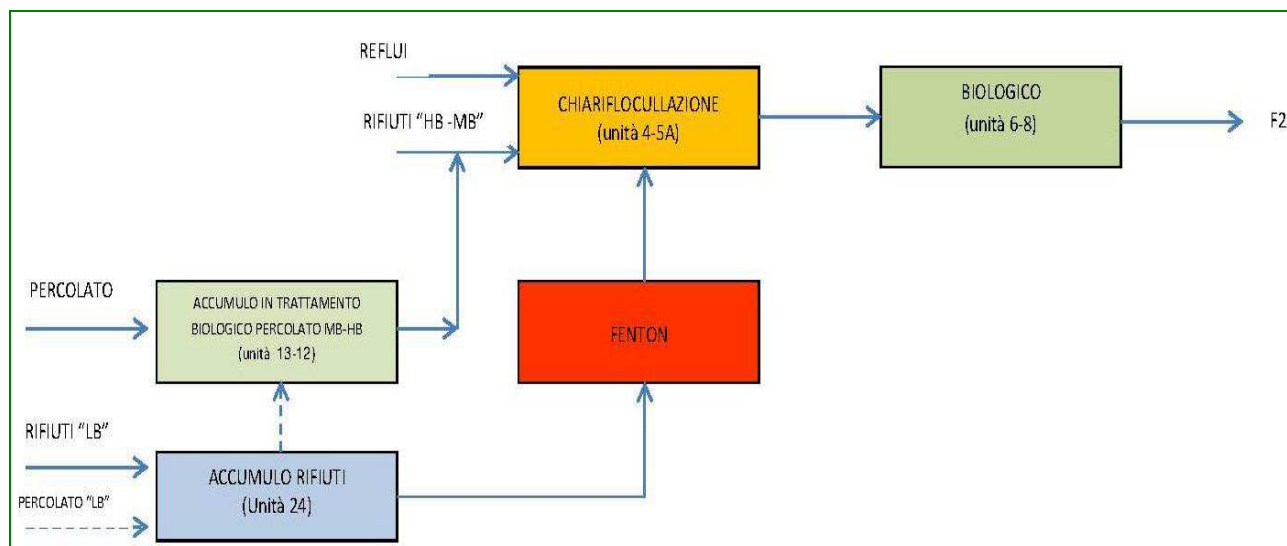 REFLUI
RIFIUTI "HB -MB"
CHIARIFLOCULLAZIONE
(unità 4-5A)
BIOLOGICO
(unità 6-8)
F2
PERCOLATO
ACCUMULO IN TRATTAMENTO
BIOLOGICO PERCOLATO MB-HB
(unità 13-12)
FENTON
RIFIUTI "LB"
PERCOLATO "LB"
ACCUMULO RIFIUTI
(Unità 24)